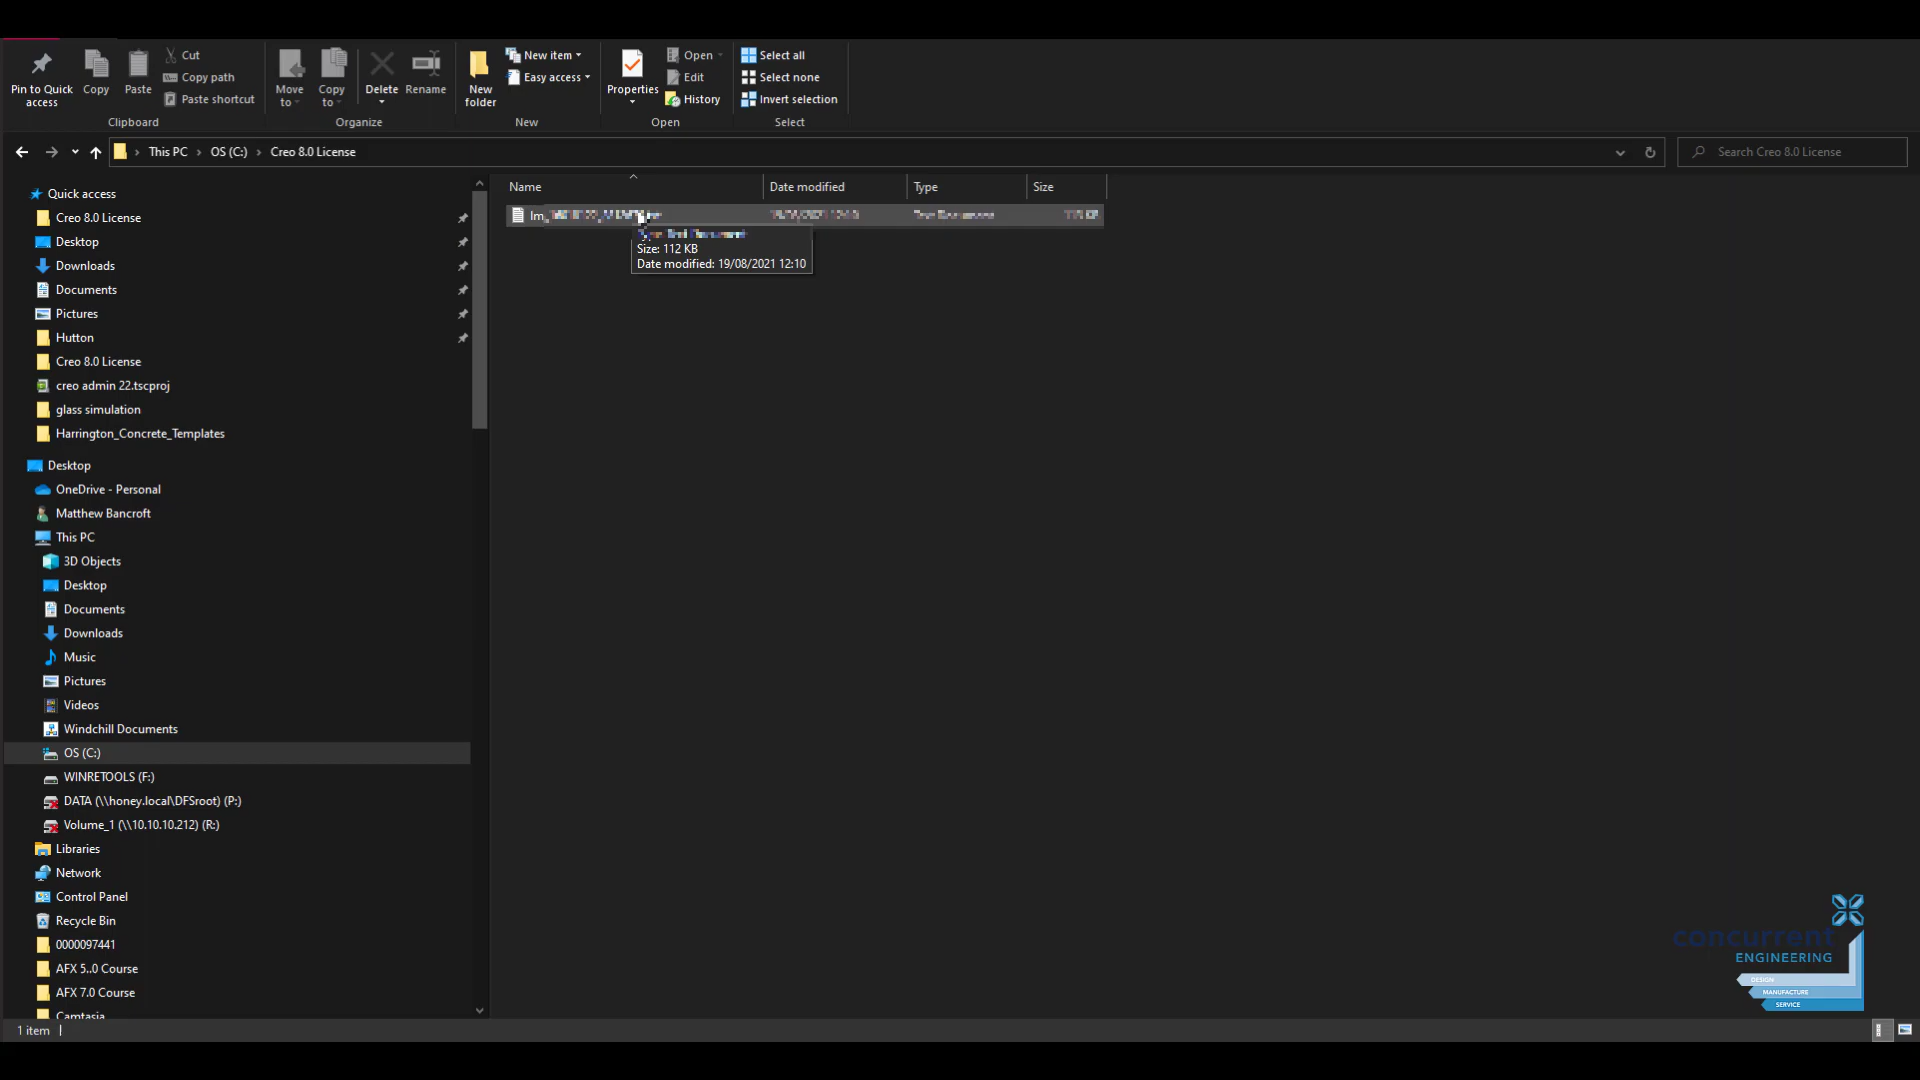 Pin to Quick
access
Copy
Paste
Cut
Copy path
Paste shortcut
Clipboard
Move
to
Copy
to
Delete
Rename
Organize
New
folder
New item
Easy access
New
Properties
Open
Edit
History
Open
Select all
Select none
Invert selection
Select
This PC > OS (C:) > Creo 8.0 License
Search Creo 8.0 License
Name Date modified Type Size
Size: 112 KB
Date modified: 19/08/2021 12:10
Quick access
Creo 8.0 License
Desktop
Downloads
Documents
Pictures
Hutton
Creo 8.0 License
creo admin 22.tscproj
glass simulation
Harrington_Concrete_Templates
Desktop
OneDrive - Personal
Matthew Bancroft
This PC
3D Objects
Desktop
Documents
Downloads
Music
Pictures
Videos
Windchill Documents
OS (C:)
WINRETOOLS (F:)
DATA (\\honey.local\DFSroot) (P:)
Volume_1 (\\10.10.10.212) (R:)
Libraries
Network
Control Panel
Recycle Bin
0000097441
AFX 5..0 Course
AFX 7.0 Course
Camtasia
1 item
concurrent
ENGINEERING
DESIGN
MANUFACTURE
SERVICE